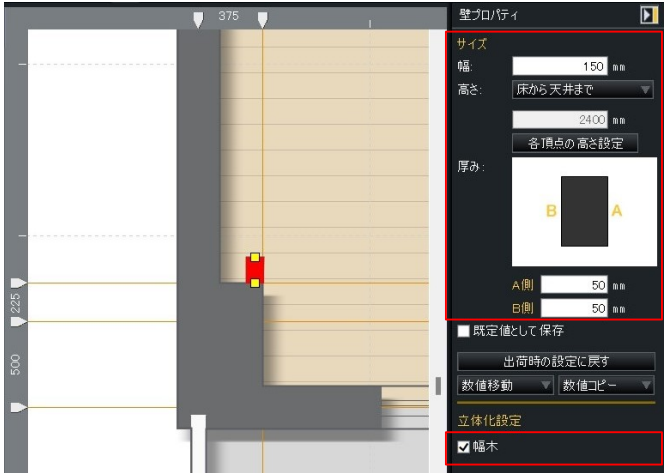 375
225
500
壁プロパティ
サイズ
幅: 150 mm
高さ: 床から天井まで
2400 mm
各頂点の高さ設定
厚み:
B A
A側 50 mm
B側 50 mm
既定値として保存
出荷時の設定に戻す
数値移動 数値コピー
立体化設定
幅木